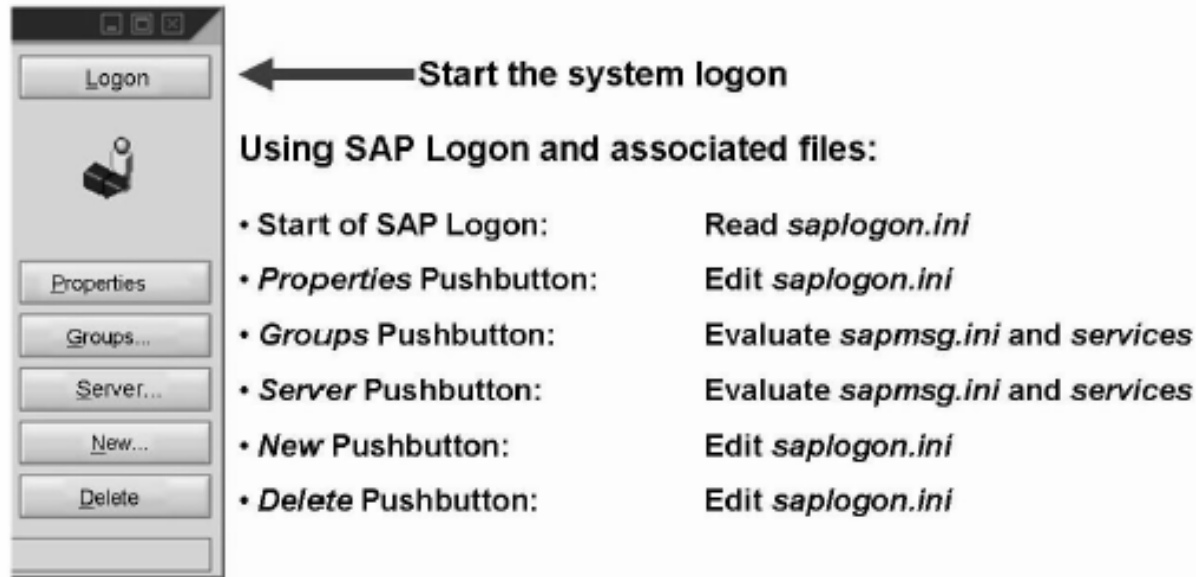 Logon
Start the system logon
Using SAP Logon and associated files:
• Start of SAP Logon: Read saplogon.ini
Properties
• Properties Pushbutton: Edit saplogon.ini
Groups...
• Groups Pushbutton: Evaluate sapmsg.ini and services
Server...
• Server Pushbutton: Evaluate sapmsg.ini and services
New...
• New Pushbutton: Edit saplogon.ini
Delete
• Delete Pushbutton: Edit saplogon.ini